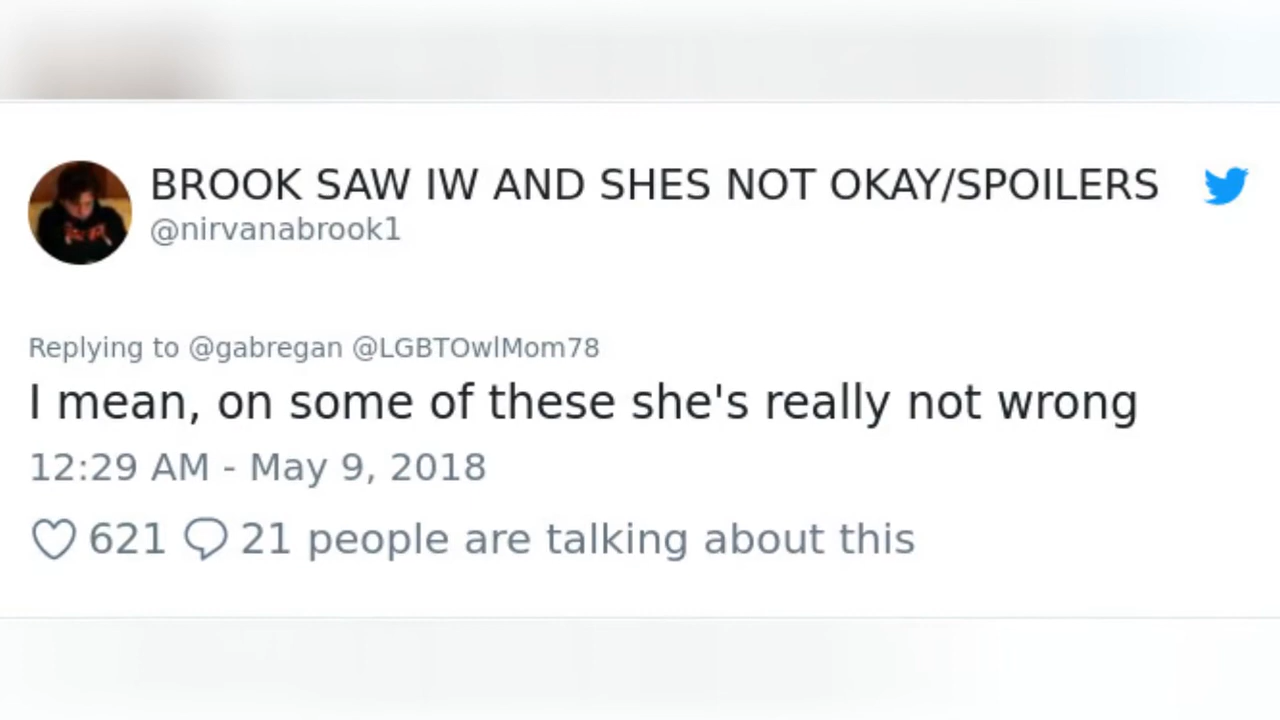 BROOK SAW IW AND SHES NOT OKAY/SPOILERS
@nirvanabrook1
Replying to @gabregan @LGBTOwlMom78
I mean, on some of these she's really not wrong
12:29 AM - May 9, 2018
621 21 people are talking about this